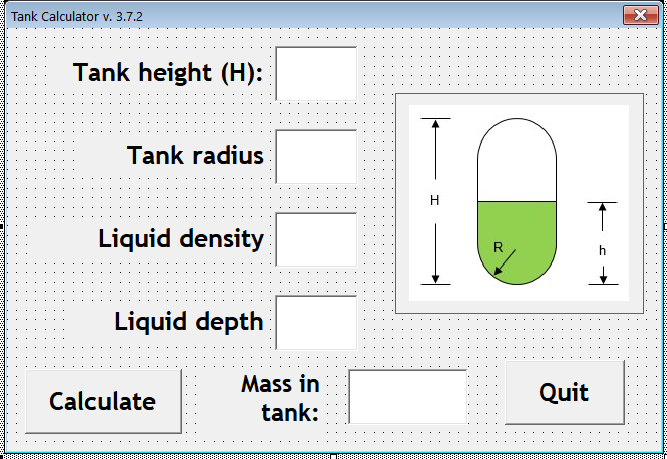 Tank Calculator v. 3.7.2
Tank height (H):
Tank radius
Liquid density
Liquid depth
H
R
h
Calculate
Mass in
tank:
Quit